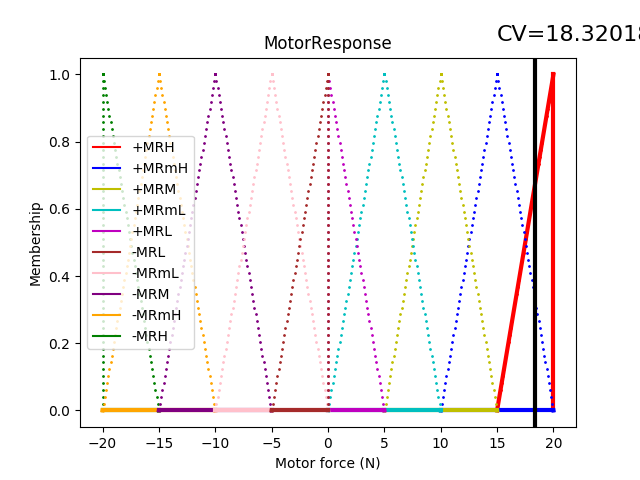 CV=18.32018
MotorResponse
1.0
0.8
0.6
0.4
0.2
0.0
Membership
+MRH
+MRmH
+MRM
+MRmL
+MRL
-MRL
-MRmL
-MRM
-MRmH
-MRH
−20 −15 −10 −5 0 5 10 15 20
Motor force (N)